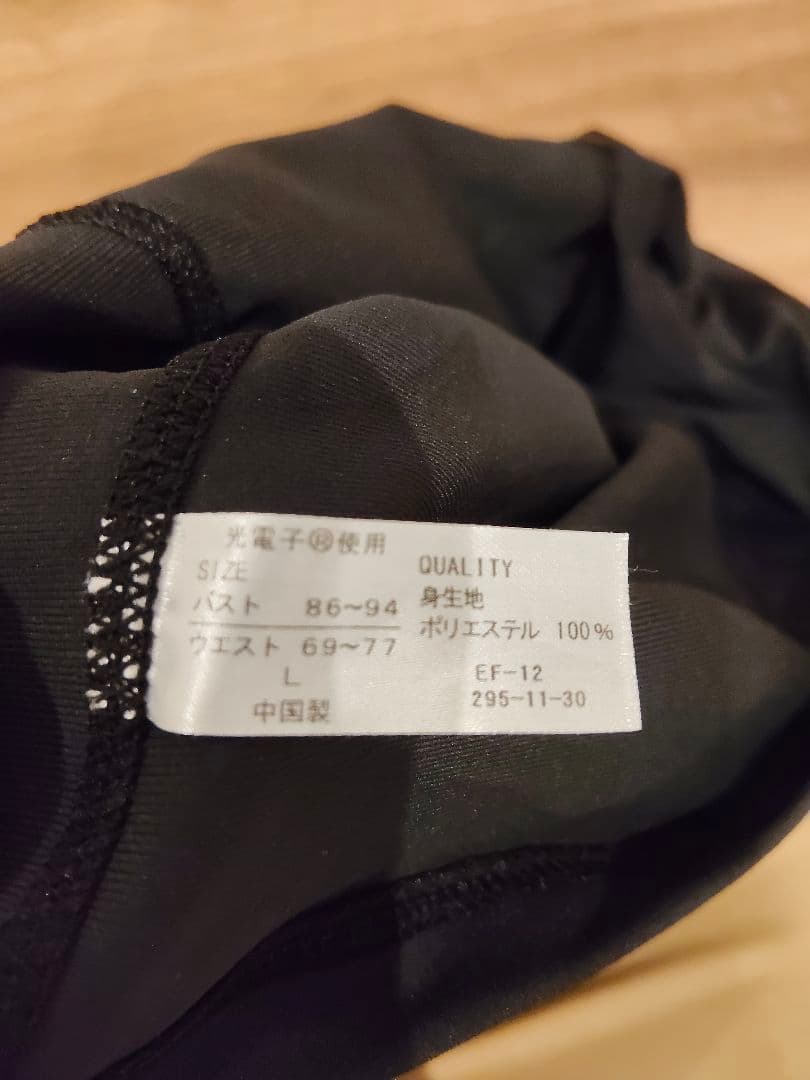 光電子®使用
SIZE
バスト 86~94
ウエスト 69~77
L
中国製
QUALITY
身生地
ポリエステル 100%
EF-12
295-11-30